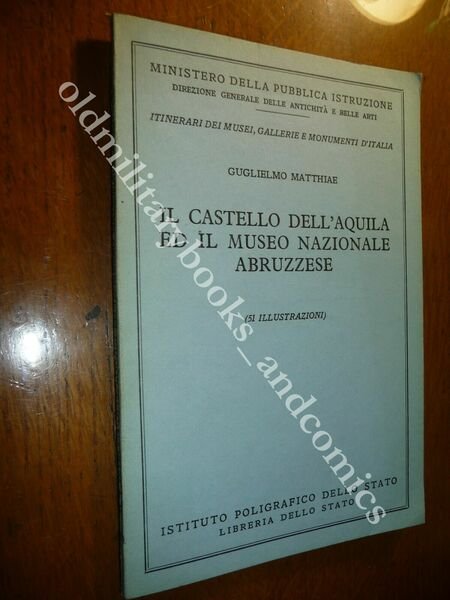 MINISTERO DELLA PUBBLICA ISTRUZIONE
DIREZIONE GENERALE DELLE ANTICHITÀ E BELLE ARTI
ITINERARI DEI MUSEI, GALLERIE E MONUMENTI D'ITALIA
GUGLIELMO MATTHIAE
IL CASTELLO DELL'AQUILA
ED IL MUSEO NAZIONALE
ABRUZZESE
(51 ILLUSTRAZIONI)
ISTITUTO POLIGRAFICO DELLO STATO
LIBRERIA DELLO STATO
oldmilitarybooks_andcomics